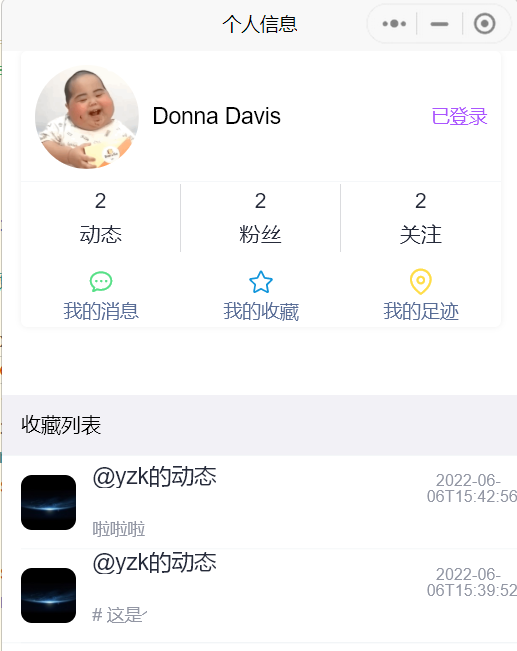 个人信息
Donna Davis
已登录
2 2 2
动态 粉丝 关注
我的消息 我的收藏 我的足迹
收藏列表
@yzk的动态
2022-06-
06T15:42:56
啦啦啦
@yzk的动态
2022-06-
06T15:39:52
# 这是